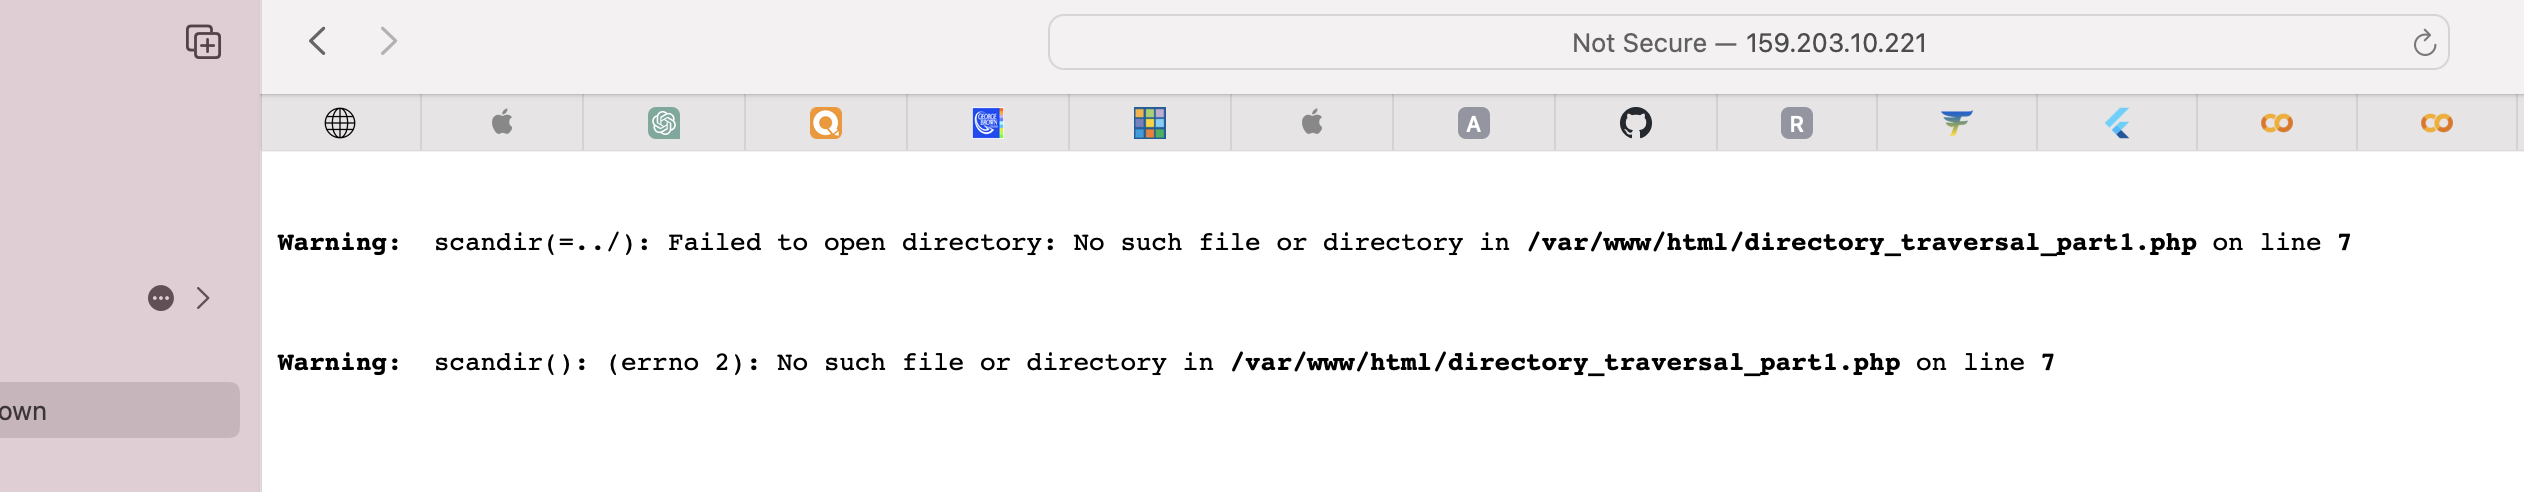 Not Secure — 159.203.10.221
A
R
Warning:  scandir(=../): Failed to open directory: No such file or directory in /var/www/html/directory_traversal_part1.php on line 7
Warning:  scandir(): (errno 2): No such file or directory in /var/www/html/directory_traversal_part1.php on line 7
own